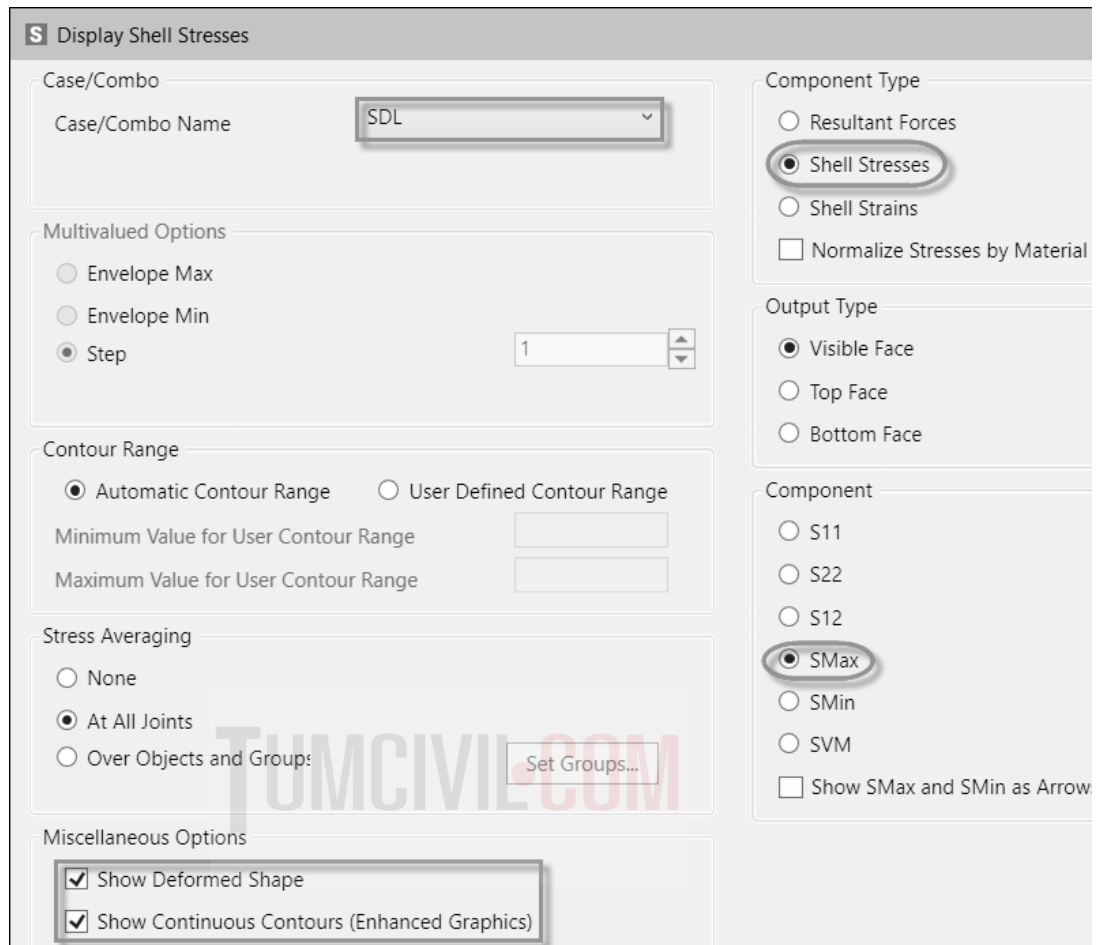 S Display Shell Stresses
Case/Combo
Case/Combo Name
SDL
Multivalued Options
Envelope Max
Envelope Min
Step
1
Contour Range
Automatic Contour Range
User Defined Contour Range
Minimum Value for User Contour Range
Maximum Value for User Contour Range
Stress Averaging
None
At All Joints
Over Objects and Groups
Set Groups...
TUMCIVIL.COM
Miscellaneous Options
Show Deformed Shape
Show Continuous Contours (Enhanced Graphics)
Component Type
Resultant Forces
Shell Stresses
Shell Strains
Normalize Stresses by Material
Output Type
Visible Face
Top Face
Bottom Face
Component
S11
S22
S12
SMax
SMin
SVM
Show SMax and SMin as Arrows